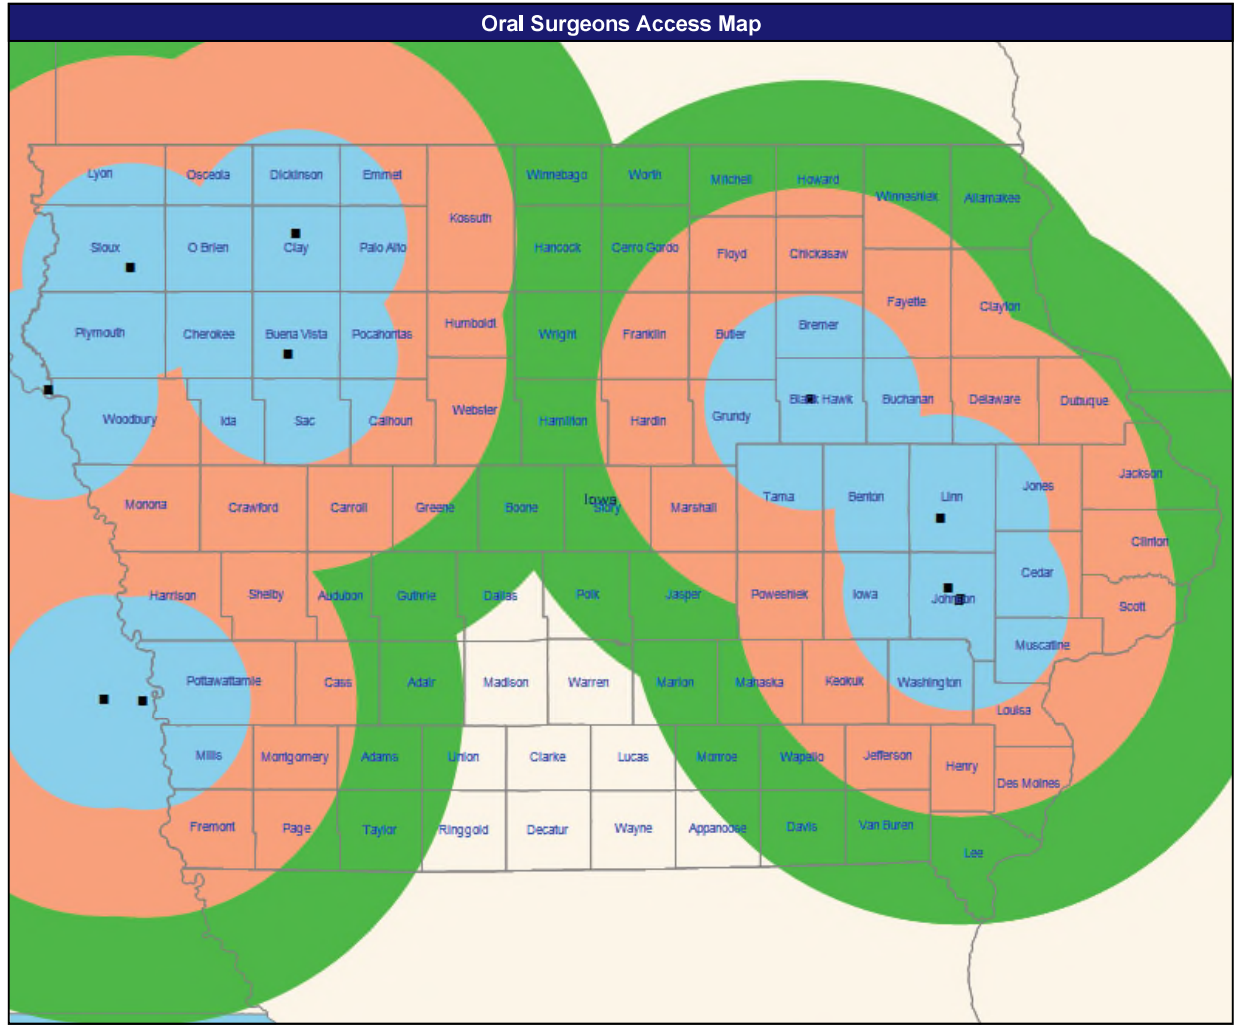 Oral Surgeons Access Map
Lyon Osceola Dickinson Emmet Winnebago Worth Mitchell Howard Winneshiek Allamakee
Kossuth
Sioux O Brien Clay Palo Alto Hancock Cerro Gordo Floyd Chickasaw
Fayette Clayton
Plymouth Cherokee Buena Vista Pocahontas Humboldt Wright Franklin Butler Bremer
Woodbury Ida Sac Calhoun Webster Hamilton Hardin Grundy Black Hawk Buchanan Delaware Dubuque
Monona Crawford Carroll Greene Boone Story Marshall Tama Benton Linn Jones Jackson
Iowa
Clinton
Harrison Shelby Audubon Guthrie Dallas Polk Jasper Poweshiek Iowa Johnson Cedar Scott
Muscatine
Pottawattamie Cass Adair Madison Warren Marion Mahaska Keokuk Washington
Louisa
Mills Montgomery Adams Union Clarke Lucas Monroe Wapello Jefferson Henry
Des Moines
Fremont Page Taylor Ringgold Decatur Wayne Appanoose Davis Van Buren
Lee